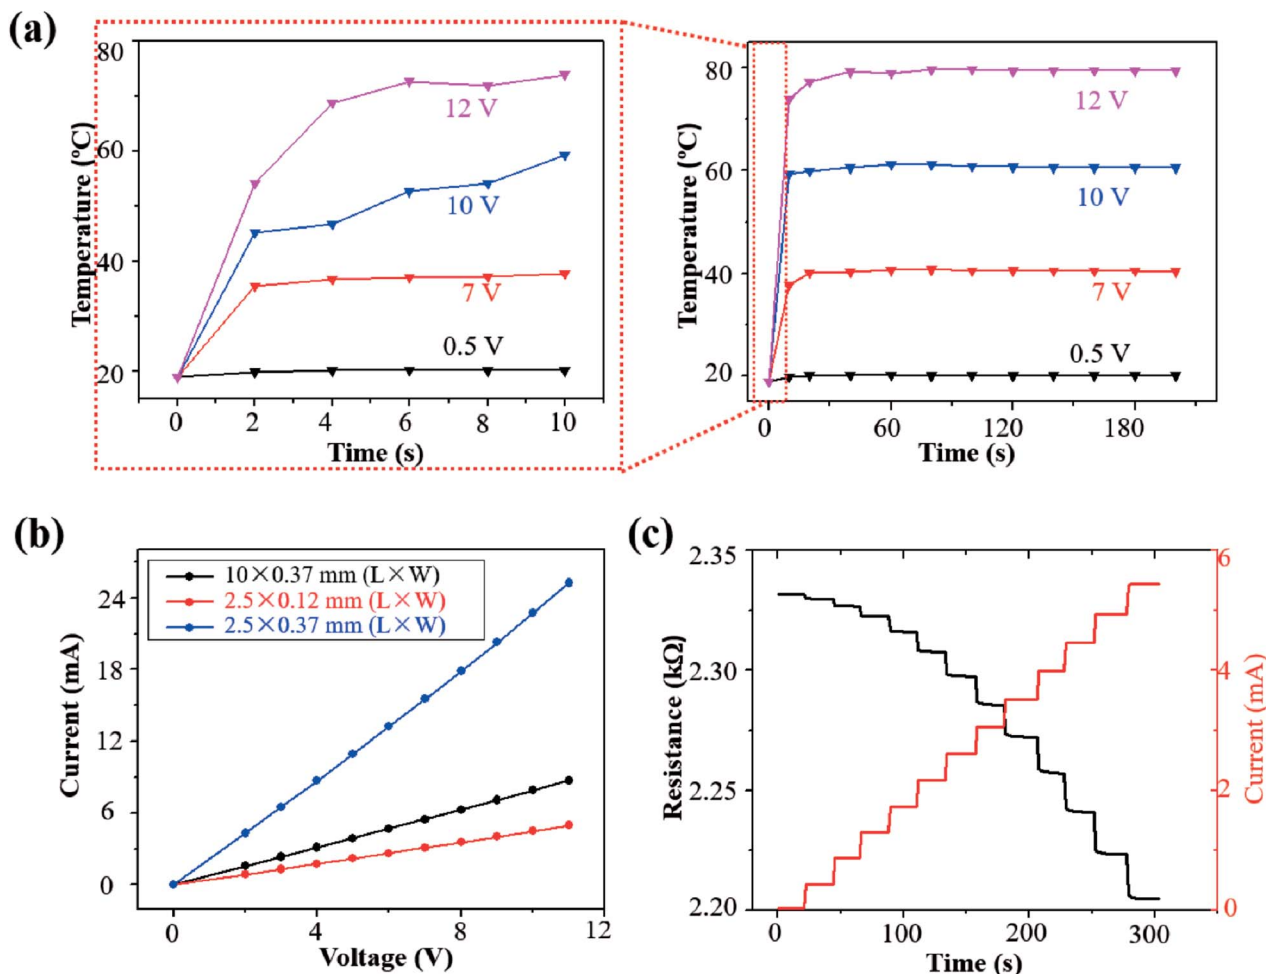 (a)
80
60
40
20
Temperature (ºC)
12 V
10 V
7 V
0.5 V
0
2
4
6
8
10
Time (s)
80
60
40
20
Temperature (ºC)
12 V
10 V
7 V
0.5 V
0
60
120
180
Time (s)
(b)
24
18
12
6
0
Current (mA)
10×0.37 mm (L×W)
2.5×0.12 mm (L×W)
2.5×0.37 mm (L×W)
0
4
8
12
Voltage (V)
(c)
2.35
2.30
2.25
2.20
Resistance (kΩ)
6
4
2
0
Current (mA)
0
100
200
300
Time (s)